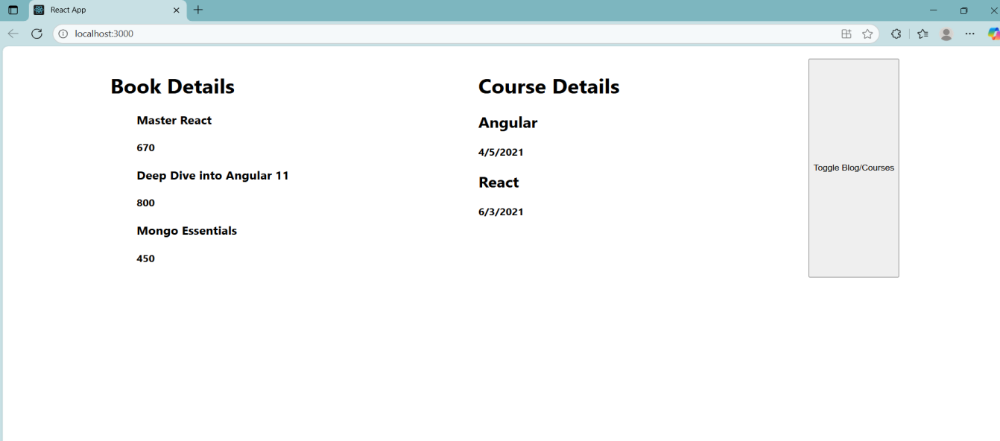 React App
localhost:3000
Book Details
Master React
670
Deep Dive into Angular 11
800
Mongo Essentials
450
Course Details
Angular
4/5/2021
React
6/3/2021
Toggle Blog/Courses